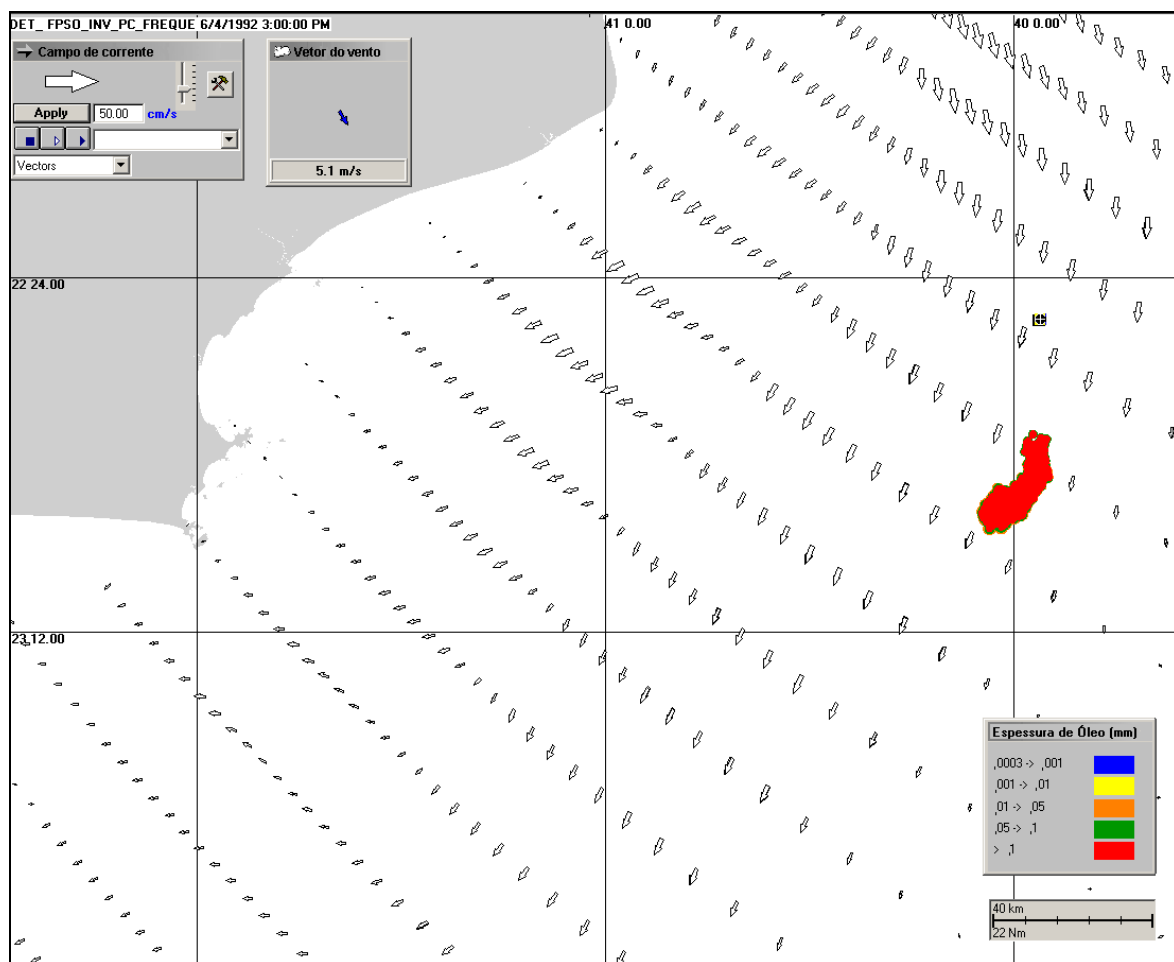 DET_ FPSO_INV_PC_FREQUE 6/4/1992 3:00:00 PM
41 0.00
40 0.00
Campo de corrente
Apply
50.00
cm/s
Vectors
Vetor do vento
5.1 m/s
22 24.00
23 12.00
Espessura de Óleo (mm)
,0003 -> ,001
,001 -> ,01
,01 -> ,05
,05 -> ,1
> ,1
40 km
22 Nm